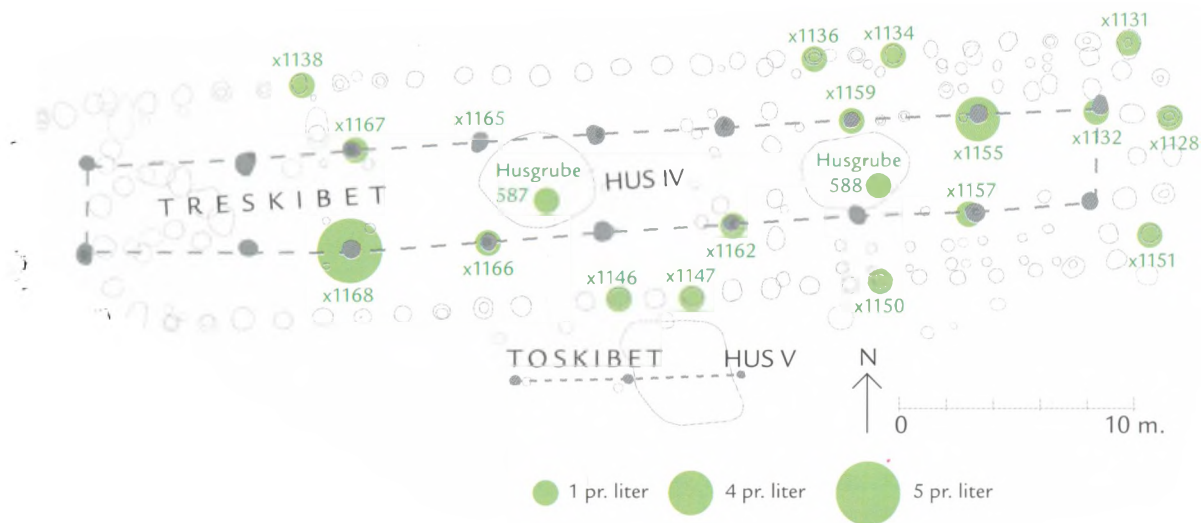 x1131
x1136
x1134
x1138
x1159
x1167
x1165
x1155
x1132
x1128
Husgrube
587
HUS IV
Husgrube
588
TRESKIBET
x1157
x1162
x1166
x1151
x1168
x1146
x1147
x1150
TOSKIBET
HUS V
N
0
10 m.
1 pr. liter
4 pr. liter
5 pr. liter